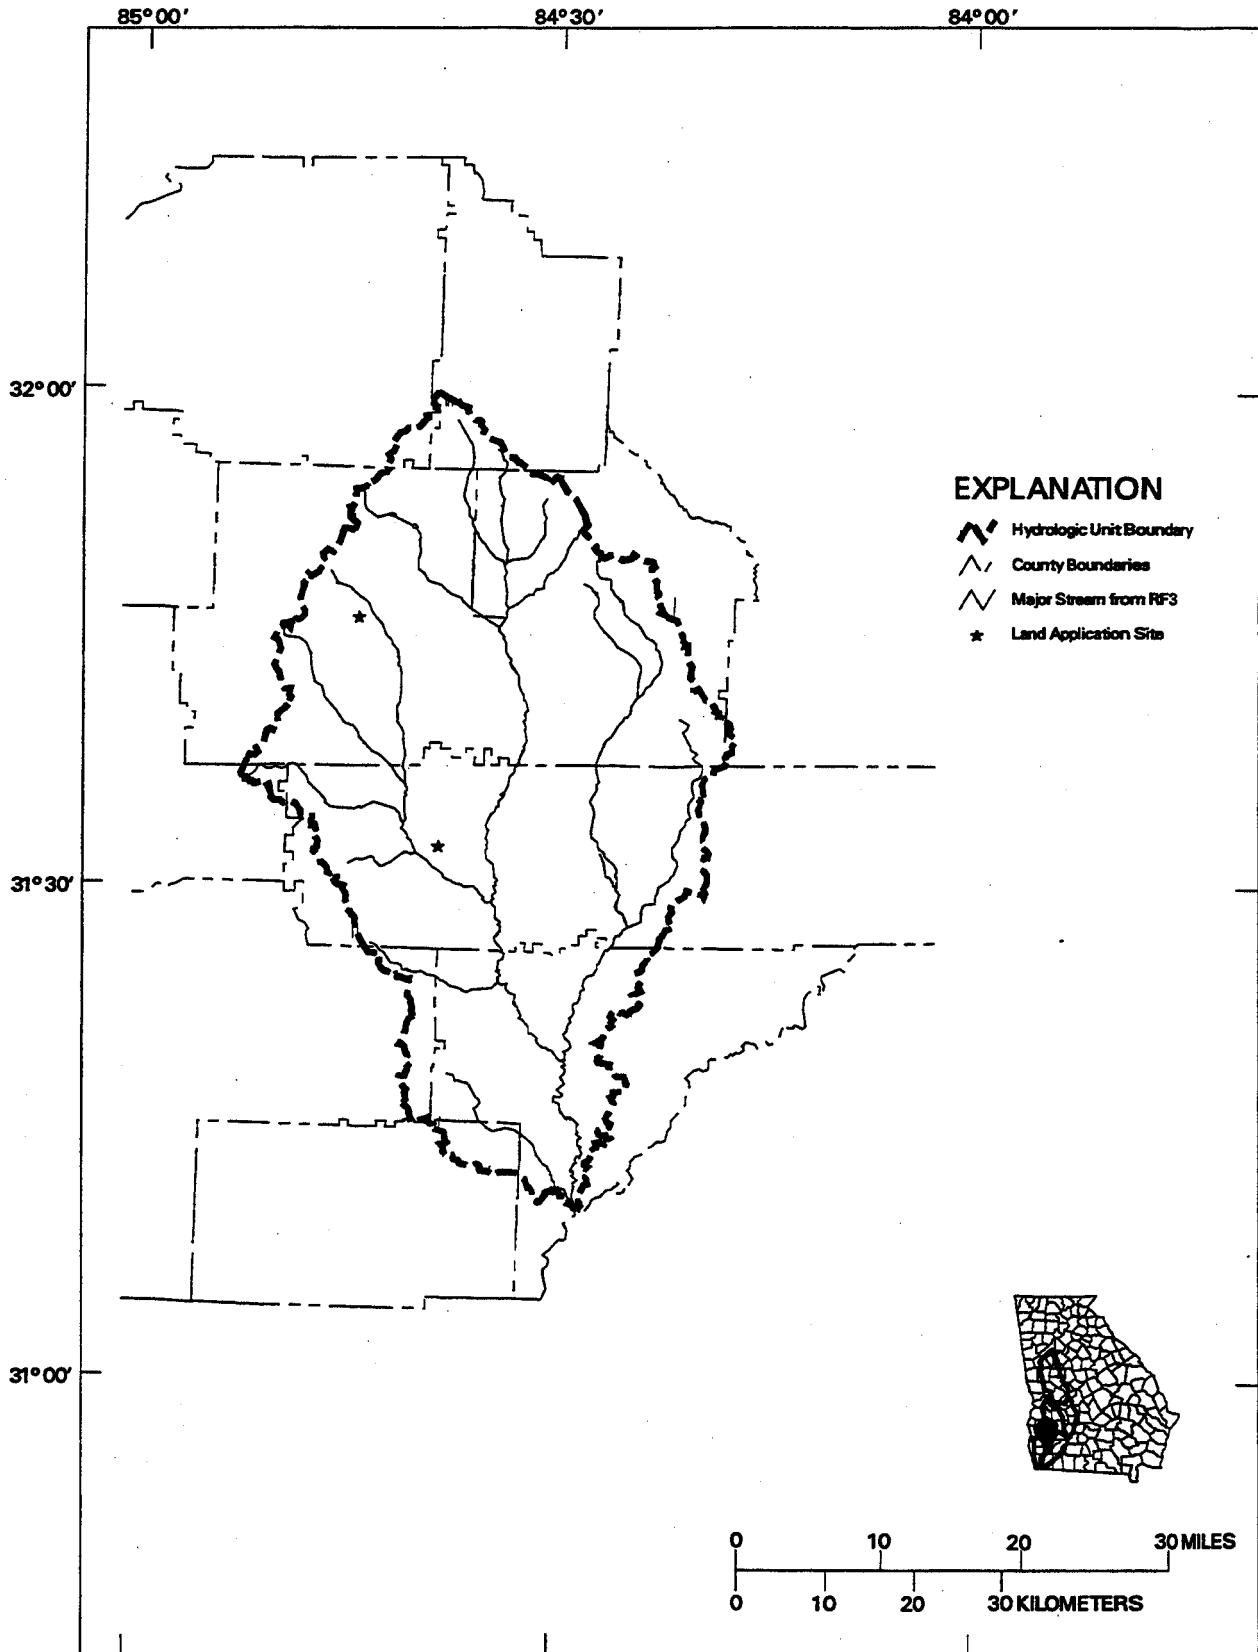 85°00′ 84°30′ 84°00′
32°00′
EXPLANATION
Hydrologic Unit Boundary
County Boundaries
Major Stream from RF3
Land Application Site
31°30′
31°00′
0 10 20 30 MILES
0 10 20 30 KILOMETERS